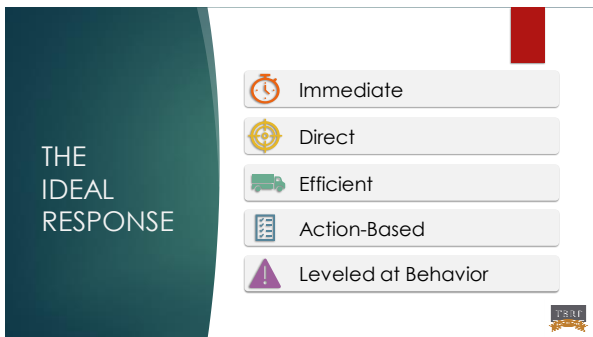 THE
IDEAL
RESPONSE
Immediate
Direct
Efficient
Action-Based
Leveled at Behavior